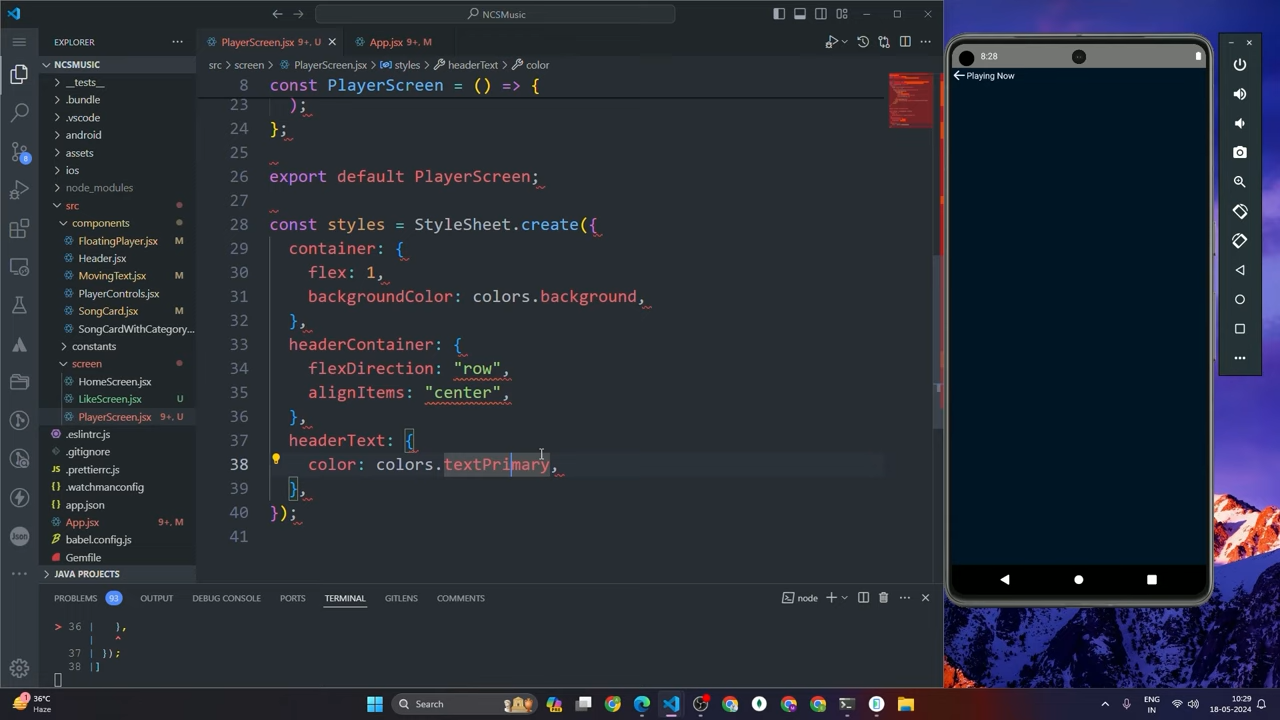 NCSMusic
EXPLORER
PlayerScreen.jsx 9+, U
App.jsx 9+, M
NCSMUSIC
src > screen > PlayerScreen.jsx > styles > headerText > color
__tests__
.bundle
.vscode
android
assets
ios
node_modules
src
components
FloatingPlayer.jsx M
Header.jsx
MovingText.jsx M
PlayerControls.jsx
SongCard.jsx M
SongCardWithCategory...
constants
screen
HomeScreen.jsx
LikeScreen.jsx U
PlayerScreen.jsx 9+, U
.eslintrc.js
.gitignore
.prettierrc.js
.watchmanconfig
app.json
App.jsx 9+, M
babel.config.js
Gemfile
JAVA PROJECTS
8 const PlayerScreen = () => {
23 );
24 };
25
26 export default PlayerScreen;
27
28 const styles = StyleSheet.create({
29 container: {
30 flex: 1,
31 backgroundColor: colors.background,
32 },
33 headerContainer: {
34 flexDirection: "row",
35 alignItems: "center",
36 },
37 headerText: {
38 color: colors.textPrimary,
39 },
40 });
41
PROBLEMS 93 OUTPUT DEBUG CONSOLE PORTS TERMINAL GITLENS COMMENTS
node
> 36 | },
| ^
37 | });
38 |]
8:28
Playing Now
36°C
Haze
Search
ENG
IN
10:29
18-05-2024